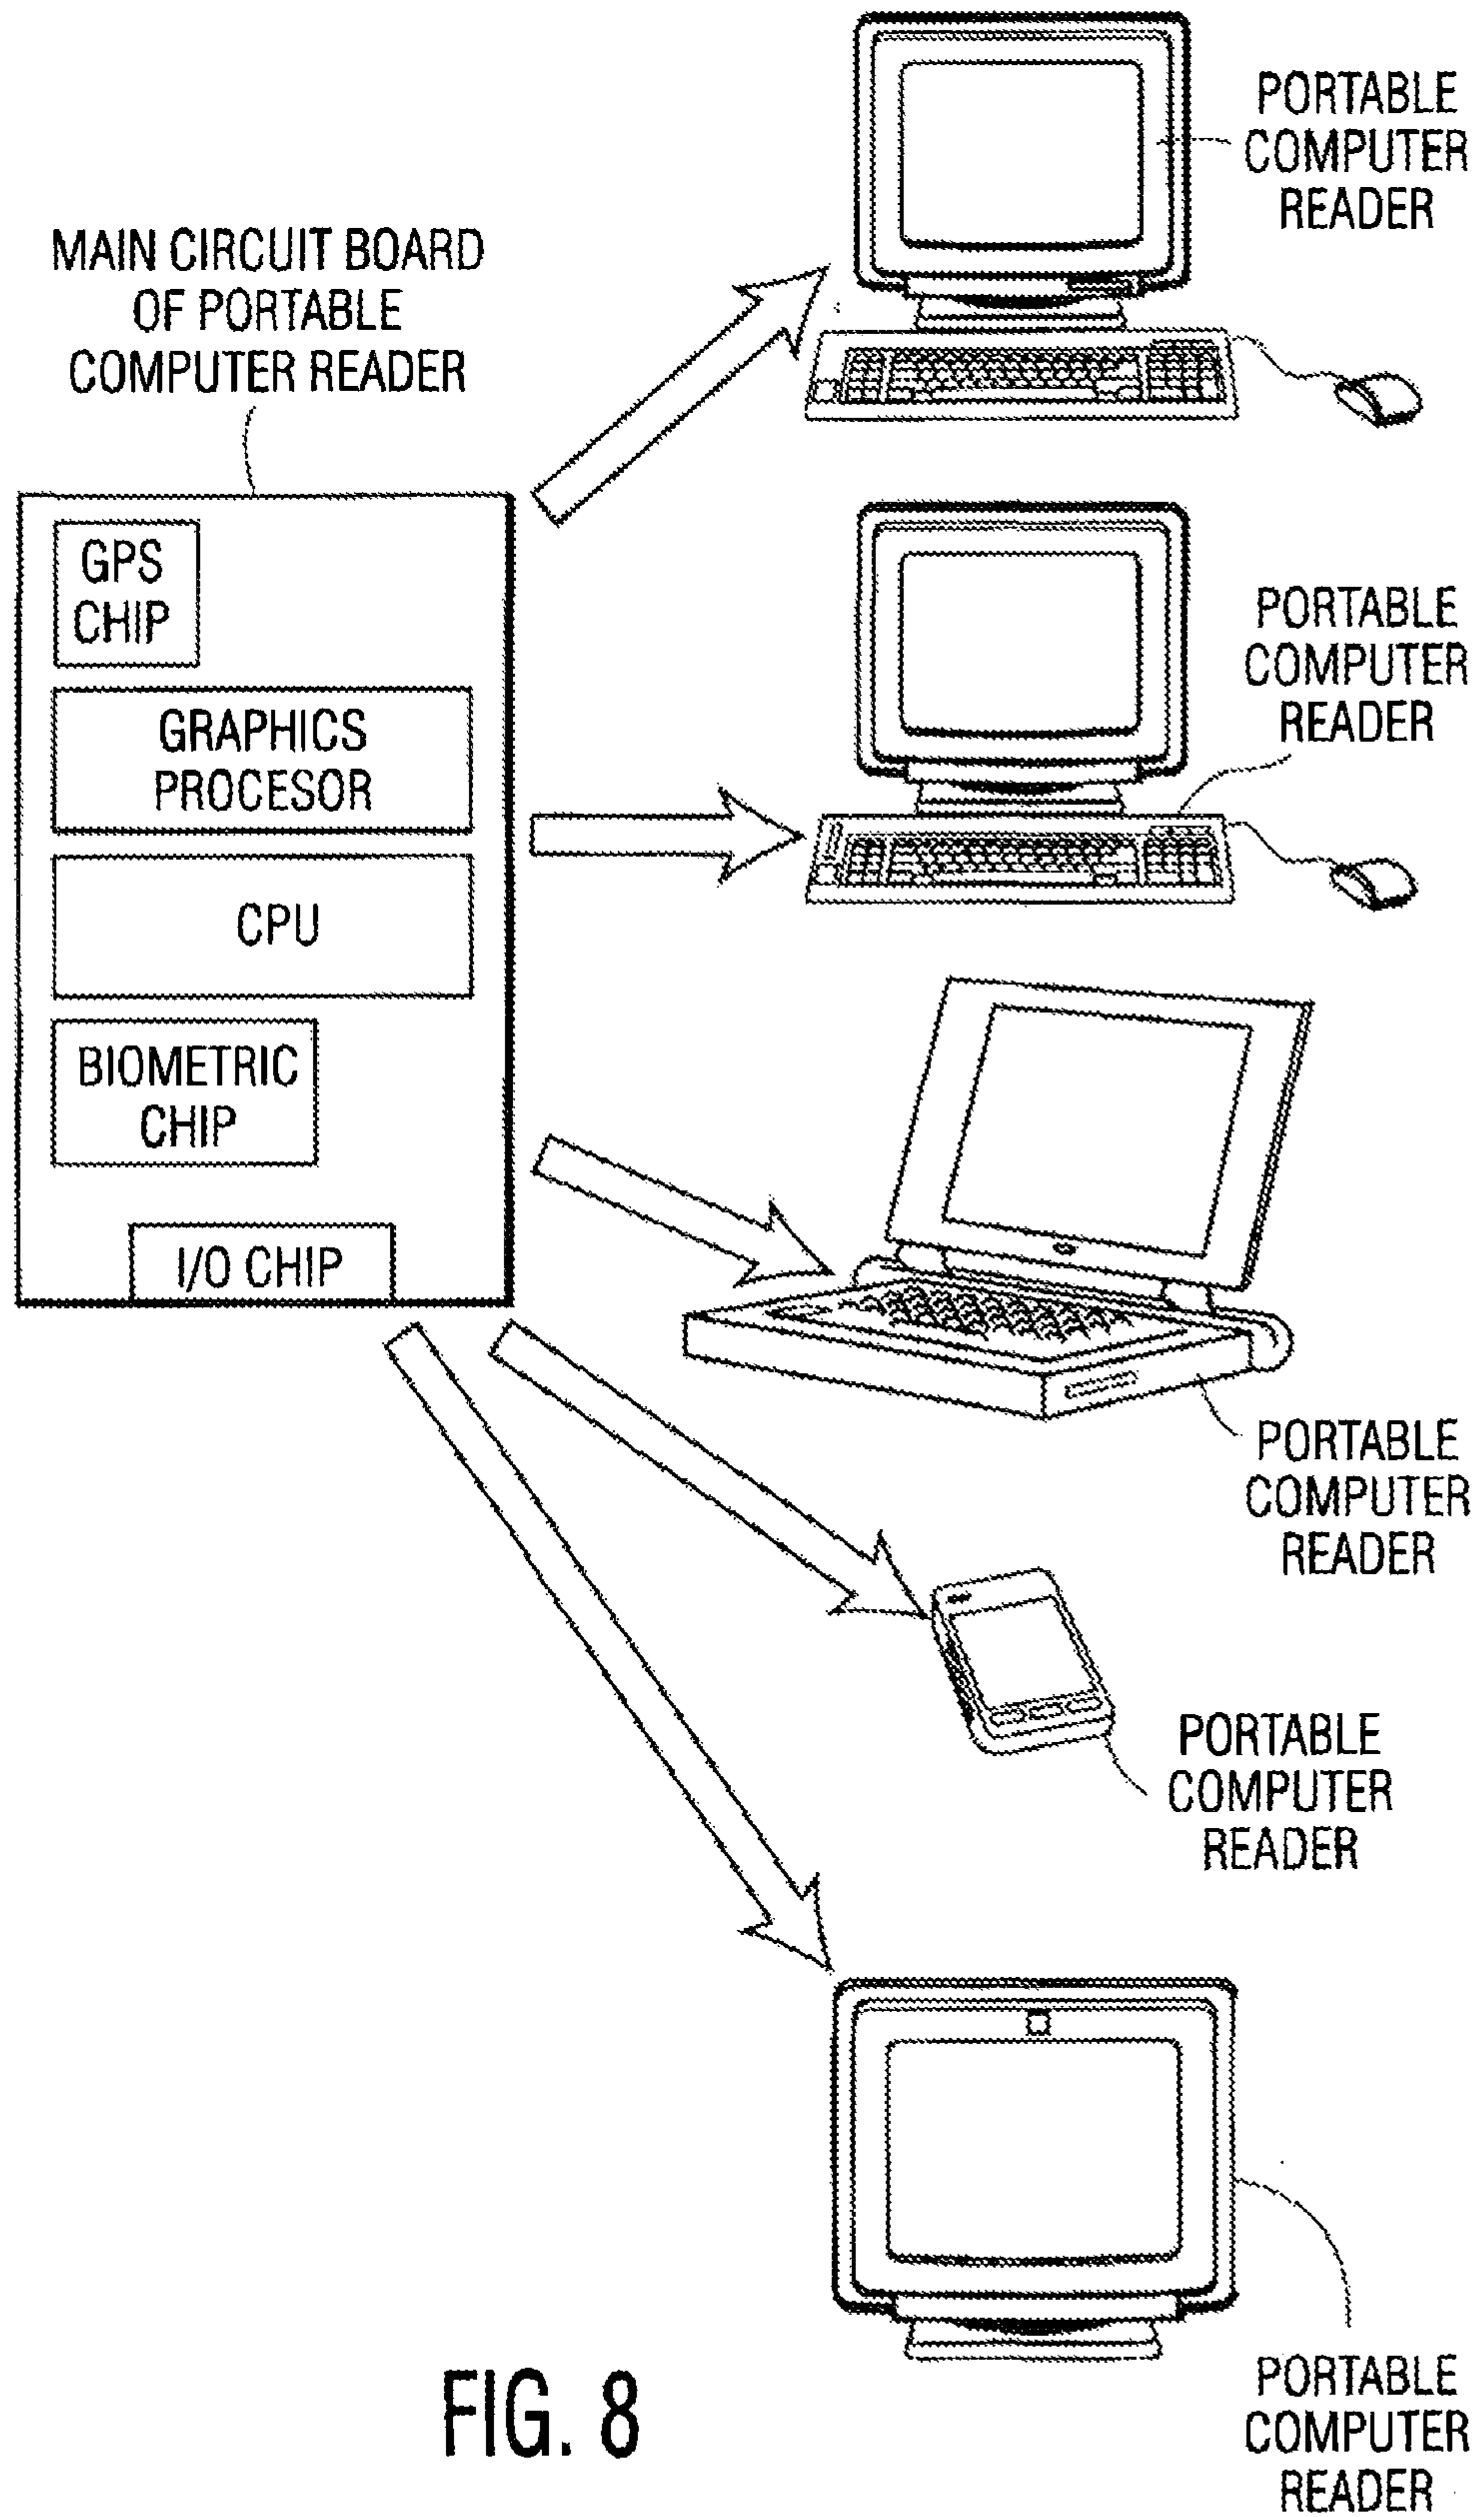 PORTABLE
COMPUTER
READER
MAIN CIRCUIT BOARD
OF PORTABLE
COMPUTER READER
GPS
CHIP
GRAPHICS
PROCESOR
CPU
BIOMETRIC
CHIP
I/O CHIP
PORTABLE
COMPUTER
READER
PORTABLE
COMPUTER
READER
PORTABLE
COMPUTER
READER
PORTABLE
COMPUTER
READER
FIG. 8